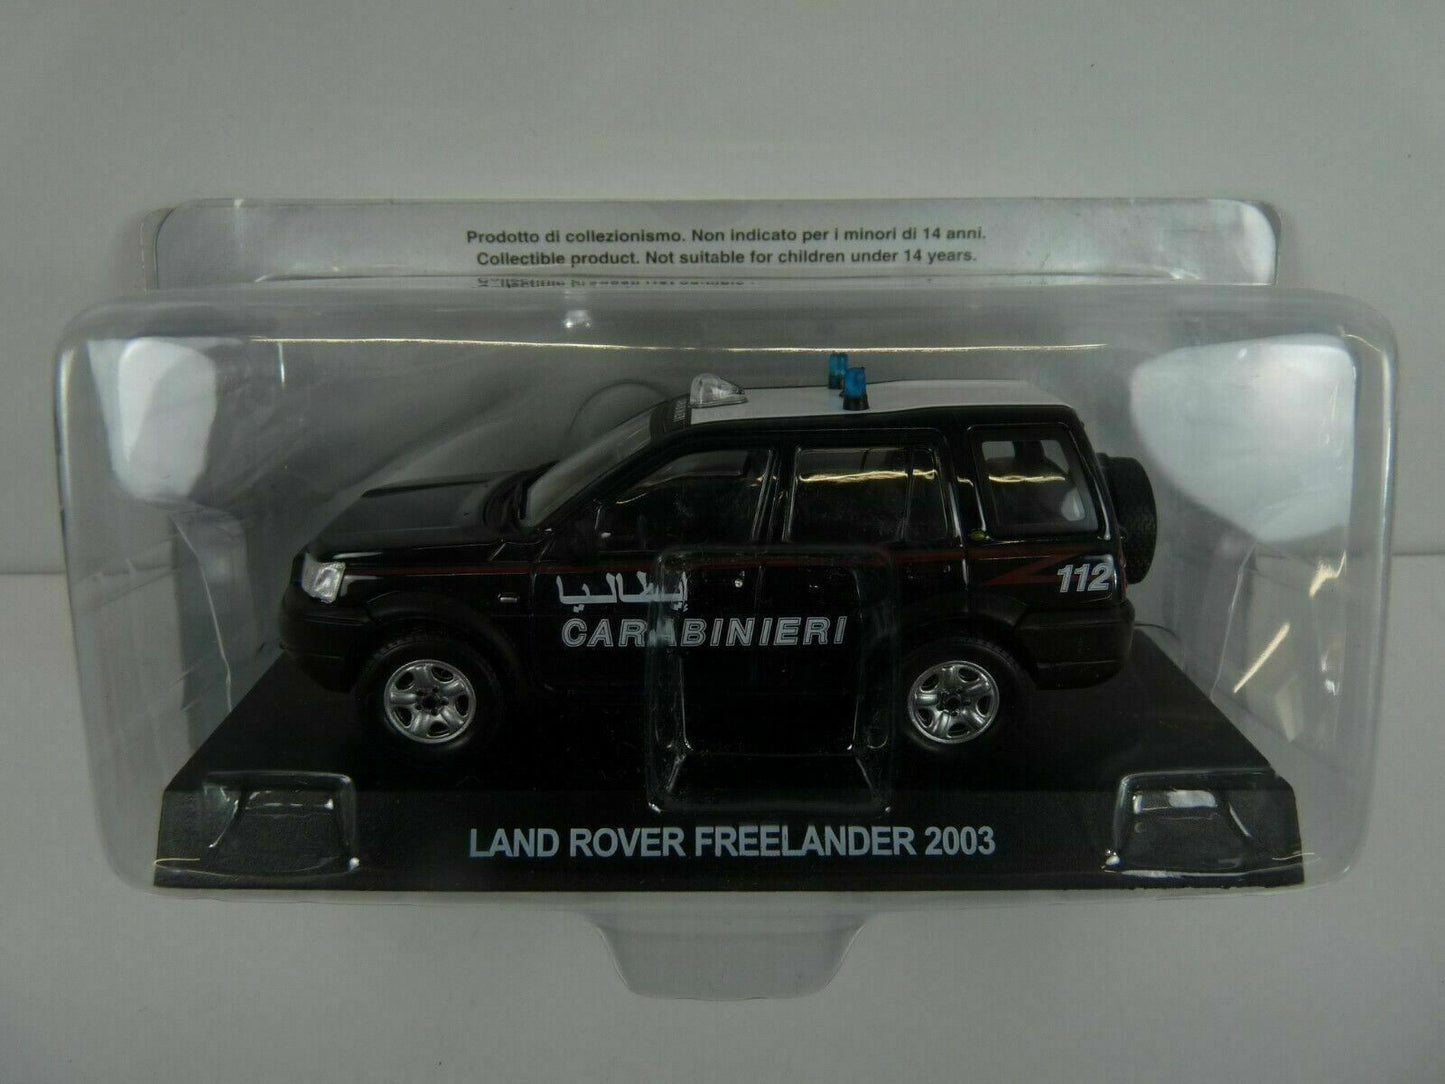 Prodotto di collezionismo. Non indicato per i minori di 14 anni.
Collectible product. Not suitable for children under 14 years.
إيطاليا
CARABINIERI
112
LAND ROVER FREELANDER 2003